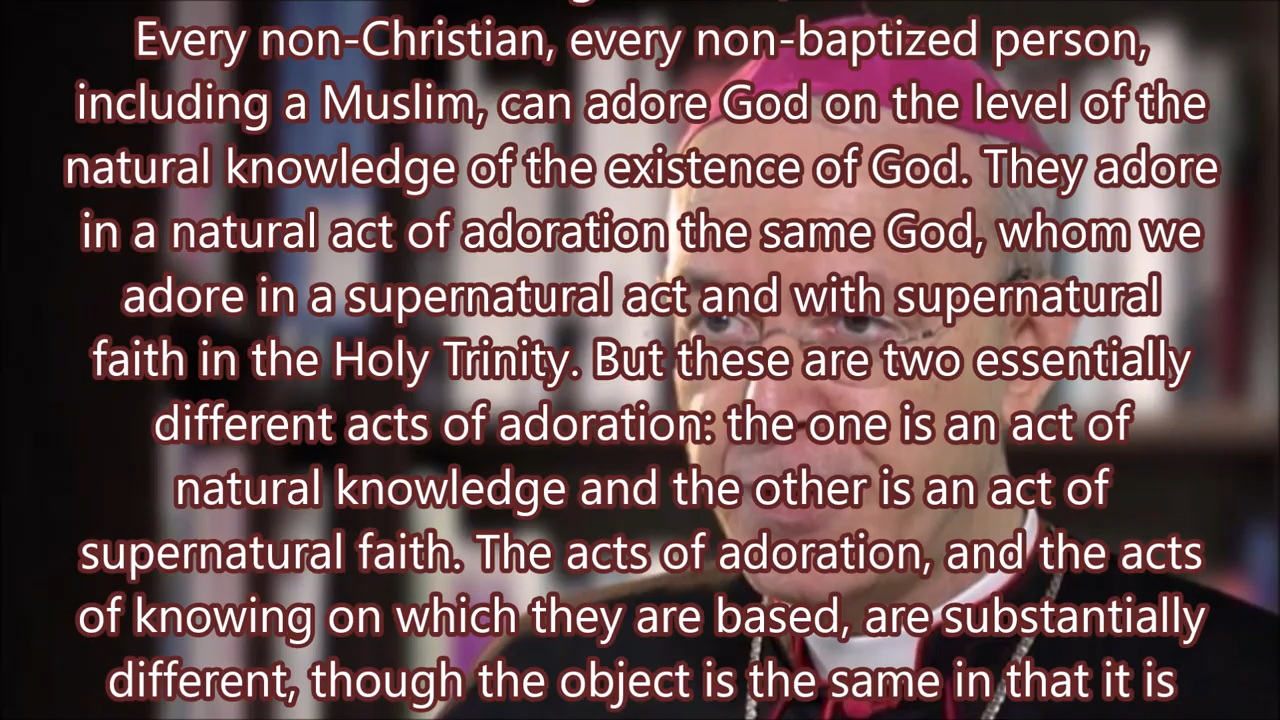 Every non-Christian, every non-baptized person,
including a Muslim, can adore God on the level of the
natural knowledge of the existence of God. They adore
in a natural act of adoration the same God, whom we
adore in a supernatural act and with supernatural
faith in the Holy Trinity. But these are two essentially
different acts of adoration: the one is an act of
natural knowledge and the other is an act of
supernatural faith. The acts of adoration, and the acts
of knowing on which they are based, are substantially
different, though the object is the same in that it is